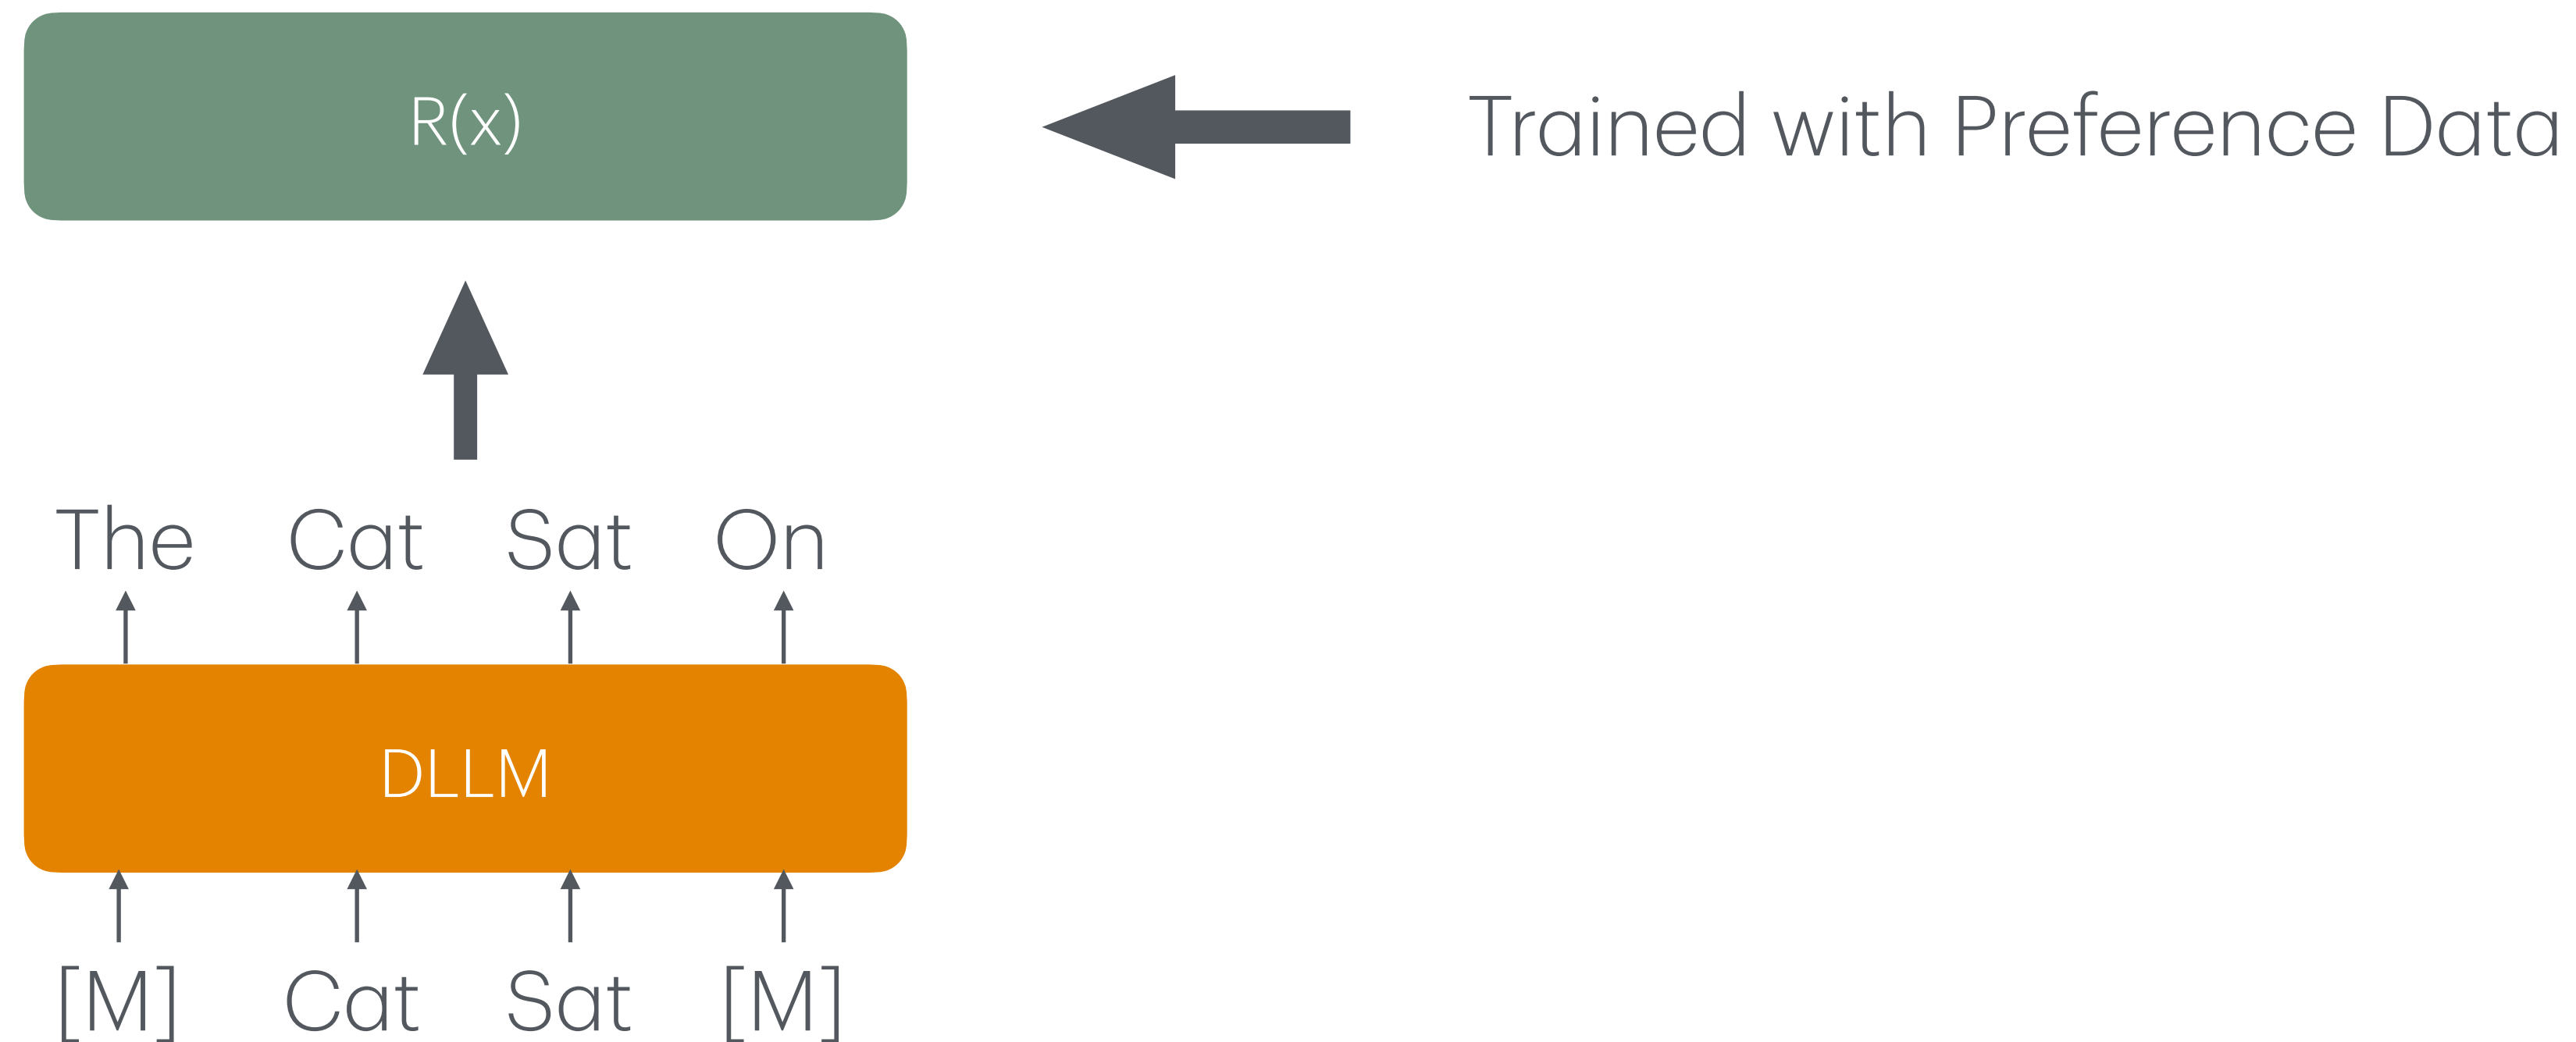 R(x)
Trained with Preference Data
The Cat Sat On
DLLM
[M] Cat Sat [M]